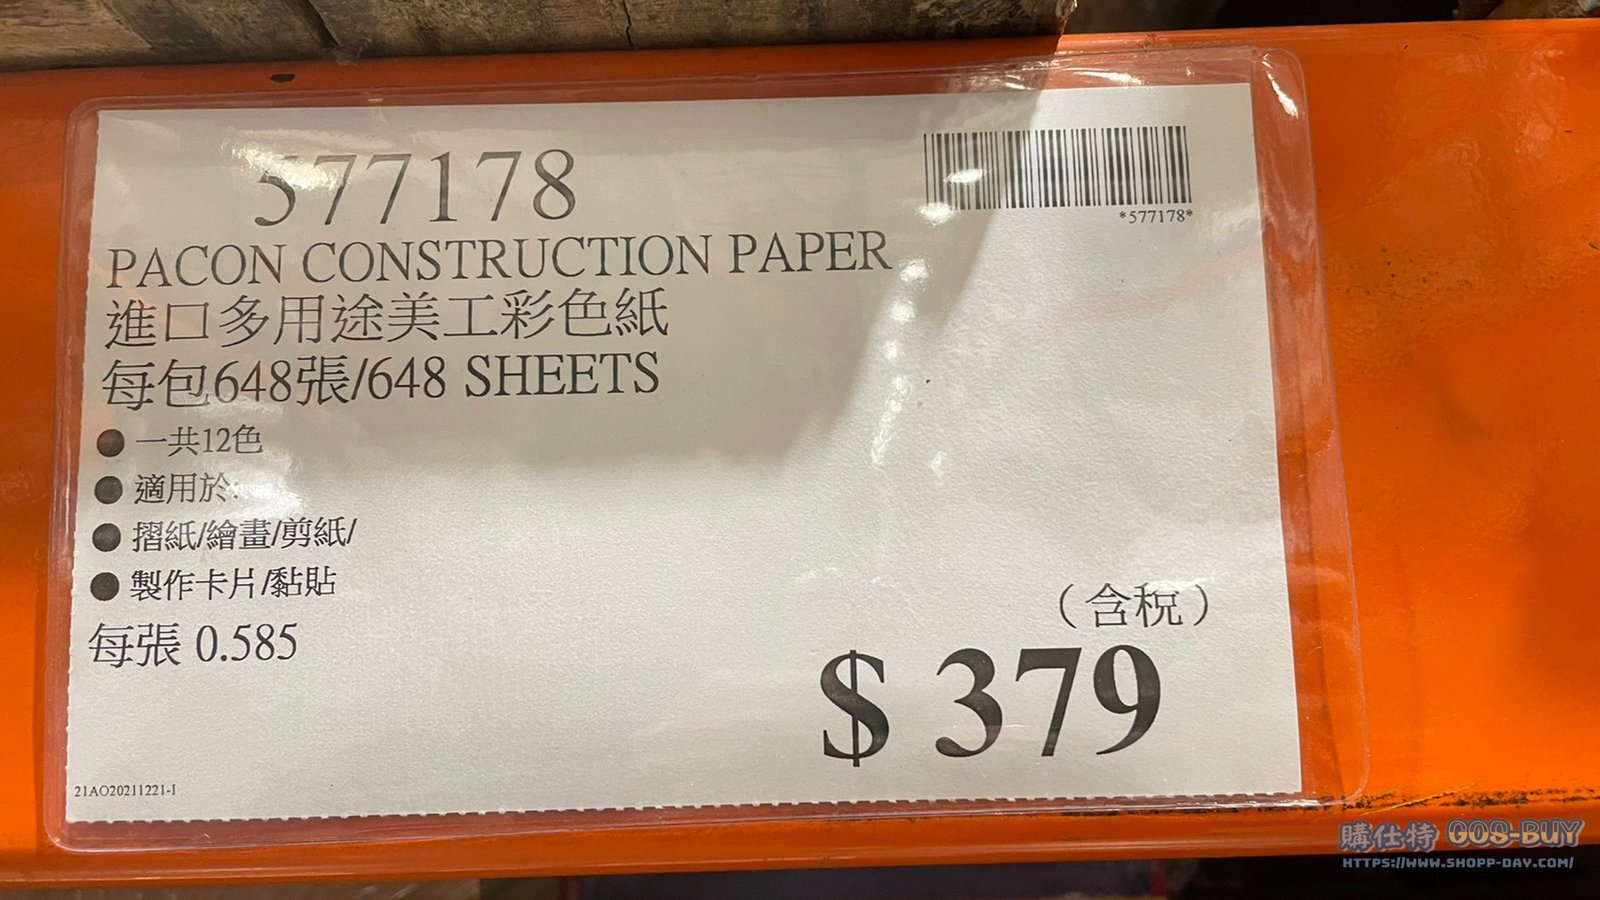 577178
*577178*
PACON CONSTRUCTION PAPER
進口多用途美工彩色紙
每包648張/648 SHEETS
● 一共12色
● 適用於:
● 摺紙/繪畫/剪紙/
● 製作卡片/黏貼
每張 0.585
（含稅）
$ 379
21AO20211221-I
購仕特 GOS-BUY
HTTPS://WWW.SHOPP-DAY.COM/